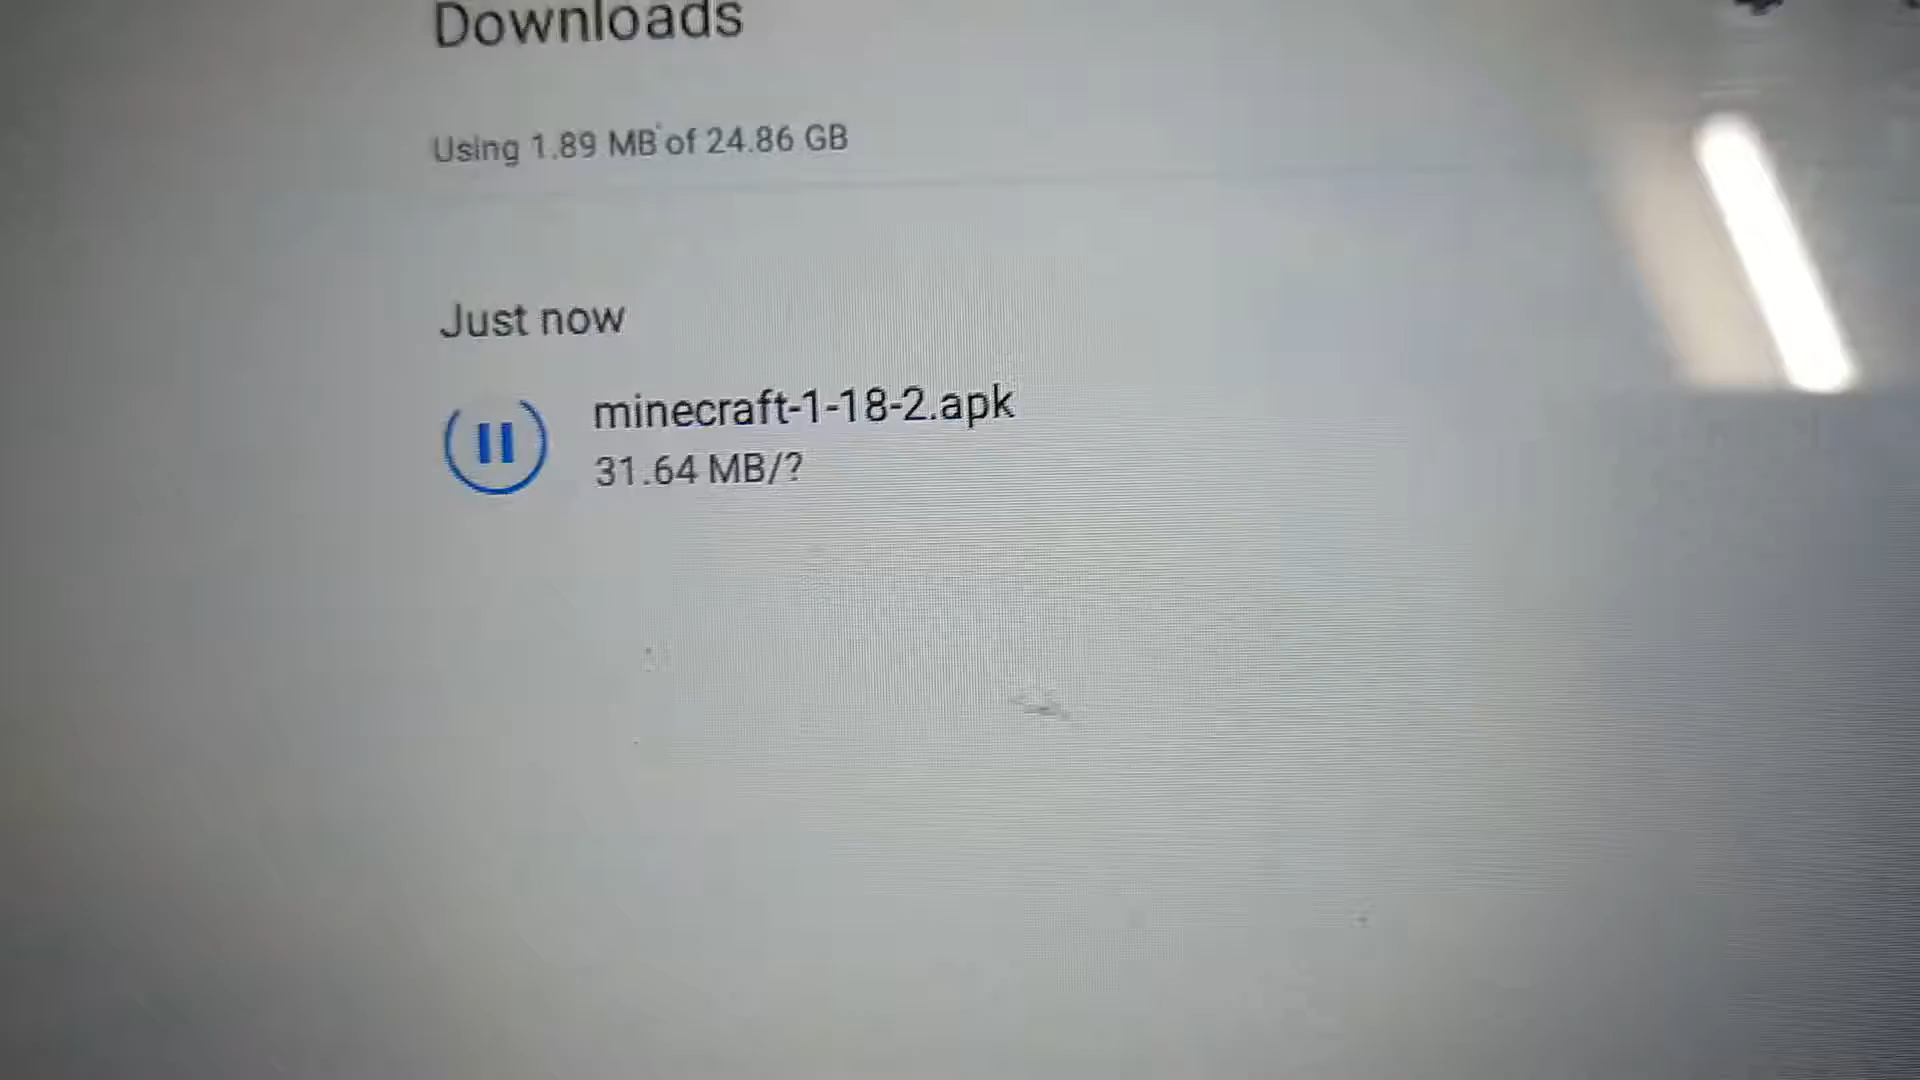 Downloads
Using 1.89 MB of 24.86 GB
Just now
minecraft-1-18-2.apk
31.64 MB/?